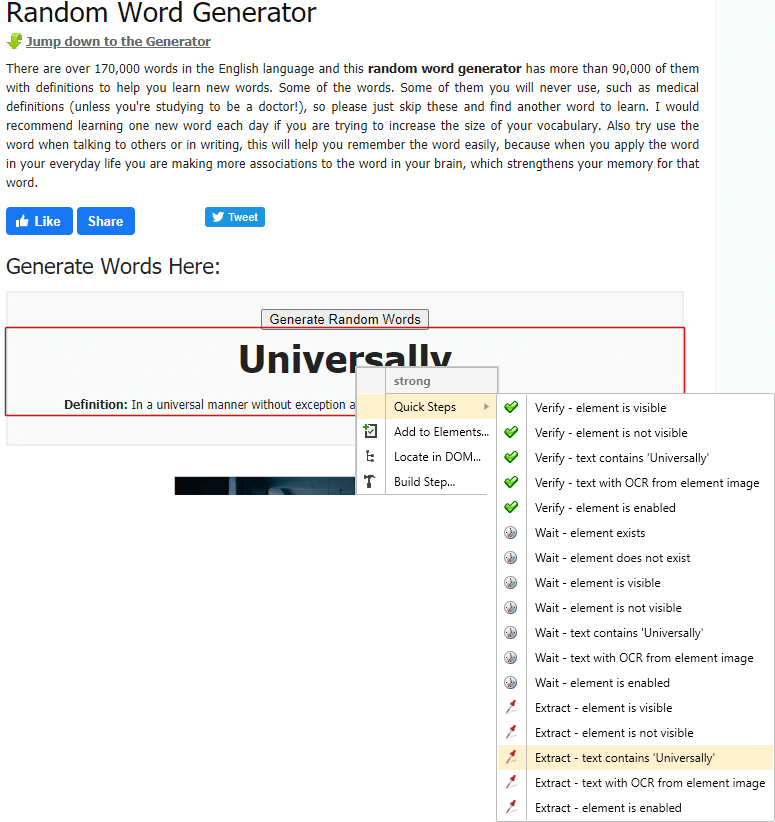 Random Word Generator
Jump down to the Generator
There are over 170,000 words in the English language and this random word generator has more than 90,000 of them
with definitions to help you learn new words. Some of the words. Some of them you will never use, such as medical
definitions (unless you're studying to be a doctor!), so please just skip these and find another word to learn. I would
recommend learning one new word each day if you are trying to increase the size of your vocabulary. Also try use the
word when talking to others or in writing, this will help you remember the word easily, because when you apply the word
in your everyday life you are making more associations to the word in your brain, which strengthens your memory for that
word.
Like Share Tweet
Generate Words Here:
Generate Random Words
Universally
Definition: In a universal manner without exception a
strong
Quick Steps
Add to Elements...
Locate in DOM...
Build Step...
Verify - element is visible
Verify - element is not visible
Verify - text contains 'Universally'
Verify - text with OCR from element image
Verify - element is enabled
Wait - element exists
Wait - element does not exist
Wait - element is visible
Wait - element is not visible
Wait - text contains 'Universally'
Wait - text with OCR from element image
Wait - element is enabled
Extract - element is visible
Extract - element is not visible
Extract - text contains 'Universally'
Extract - text with OCR from element image
Extract - element is enabled